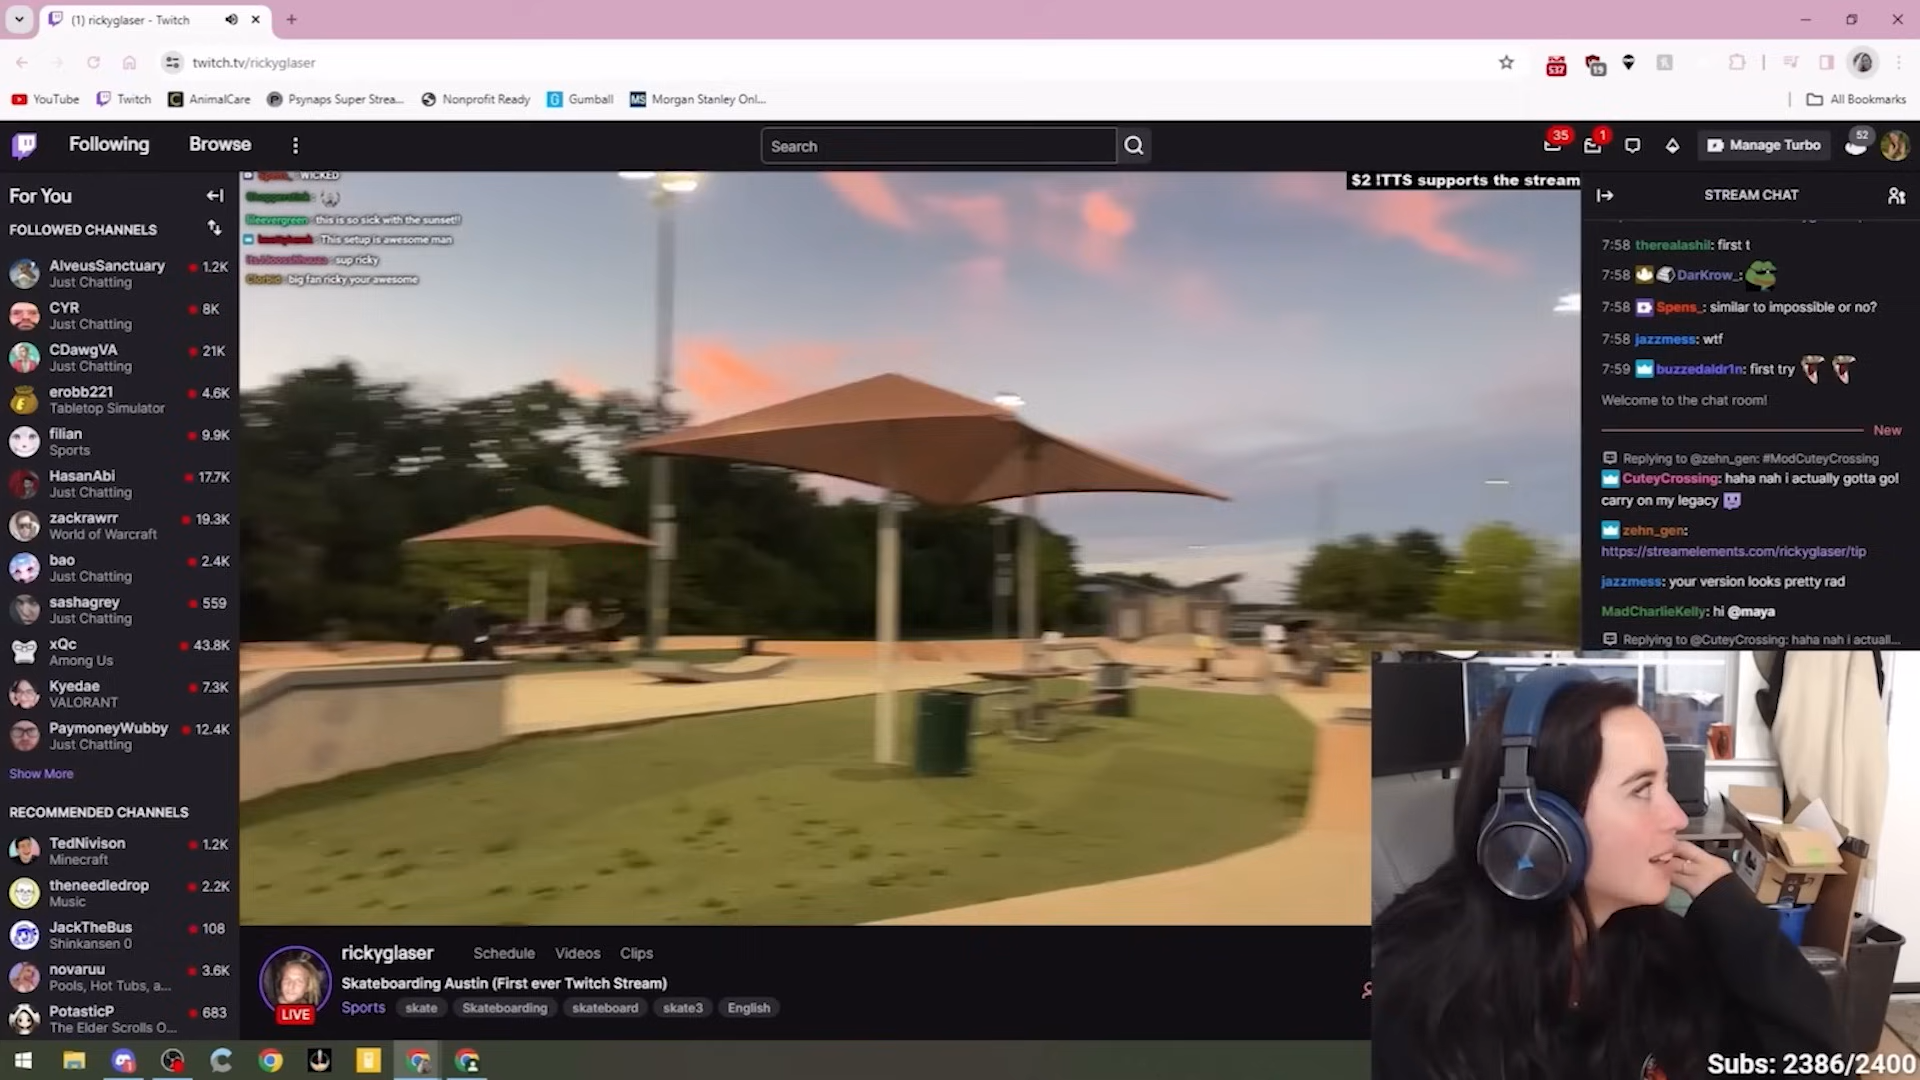 (1) rickyglaser - Twitch
twitch.tv/rickyglaser
537
19
YouTube
Twitch
AnimalCare
Psynaps Super Strea...
Nonprofit Ready
Gumball
MS Morgan Stanley Onl...
All Bookmarks
Following
Browse
Search
35
1
Manage Turbo
52
For You
FOLLOWED CHANNELS
AlveusSanctuary 1.2K
Just Chatting
CYR 8K
Just Chatting
CDawgVA 21K
Just Chatting
erobb221 4.6K
Tabletop Simulator
filian 9.9K
Sports
HasanAbi 17.7K
Just Chatting
zackrawrr 19.3K
World of Warcraft
bao 2.4K
Just Chatting
sashagrey 559
Just Chatting
xQc 43.8K
Among Us
Kyedae 7.3K
VALORANT
PaymoneyWubby 12.4K
Just Chatting
Show More
RECOMMENDED CHANNELS
TedNivison 1.2K
Minecraft
theneedledrop 2.2K
Music
JackTheBus 108
Shinkansen 0
novaruu 3.6K
Pools, Hot Tubs, a...
PotasticP 683
The Elder Scrolls O...
Spens_ WICKED
this is so sick with the sunset!!
This setup is awesome man
sup ricky
big fan ricky your awesome
$2 !TTS supports the stream
rickyglaser
Schedule
Videos
Clips
Skateboarding Austin (First ever Twitch Stream)
LIVE
Sports
skate
Skateboarding
skateboard
skate3
English
STREAM CHAT
7:58 therealashil: first t
7:58 DarKrow_:
7:58 Spens_: similar to impossible or no?
7:58 jazzmess: wtf
7:59 buzzedaldr1n: first try
Welcome to the chat room!
New
Replying to @zehn_gen: #ModCuteyCrossing
CuteyCrossing: haha nah i actually gotta go!
carry on my legacy
zehn_gen:
https://streamelements.com/rickyglaser/tip
jazzmess: your version looks pretty rad
MadCharlieKelly: hi @maya
Replying to @CuteyCrossing: haha nah i actuall...
Subs: 2386/2400